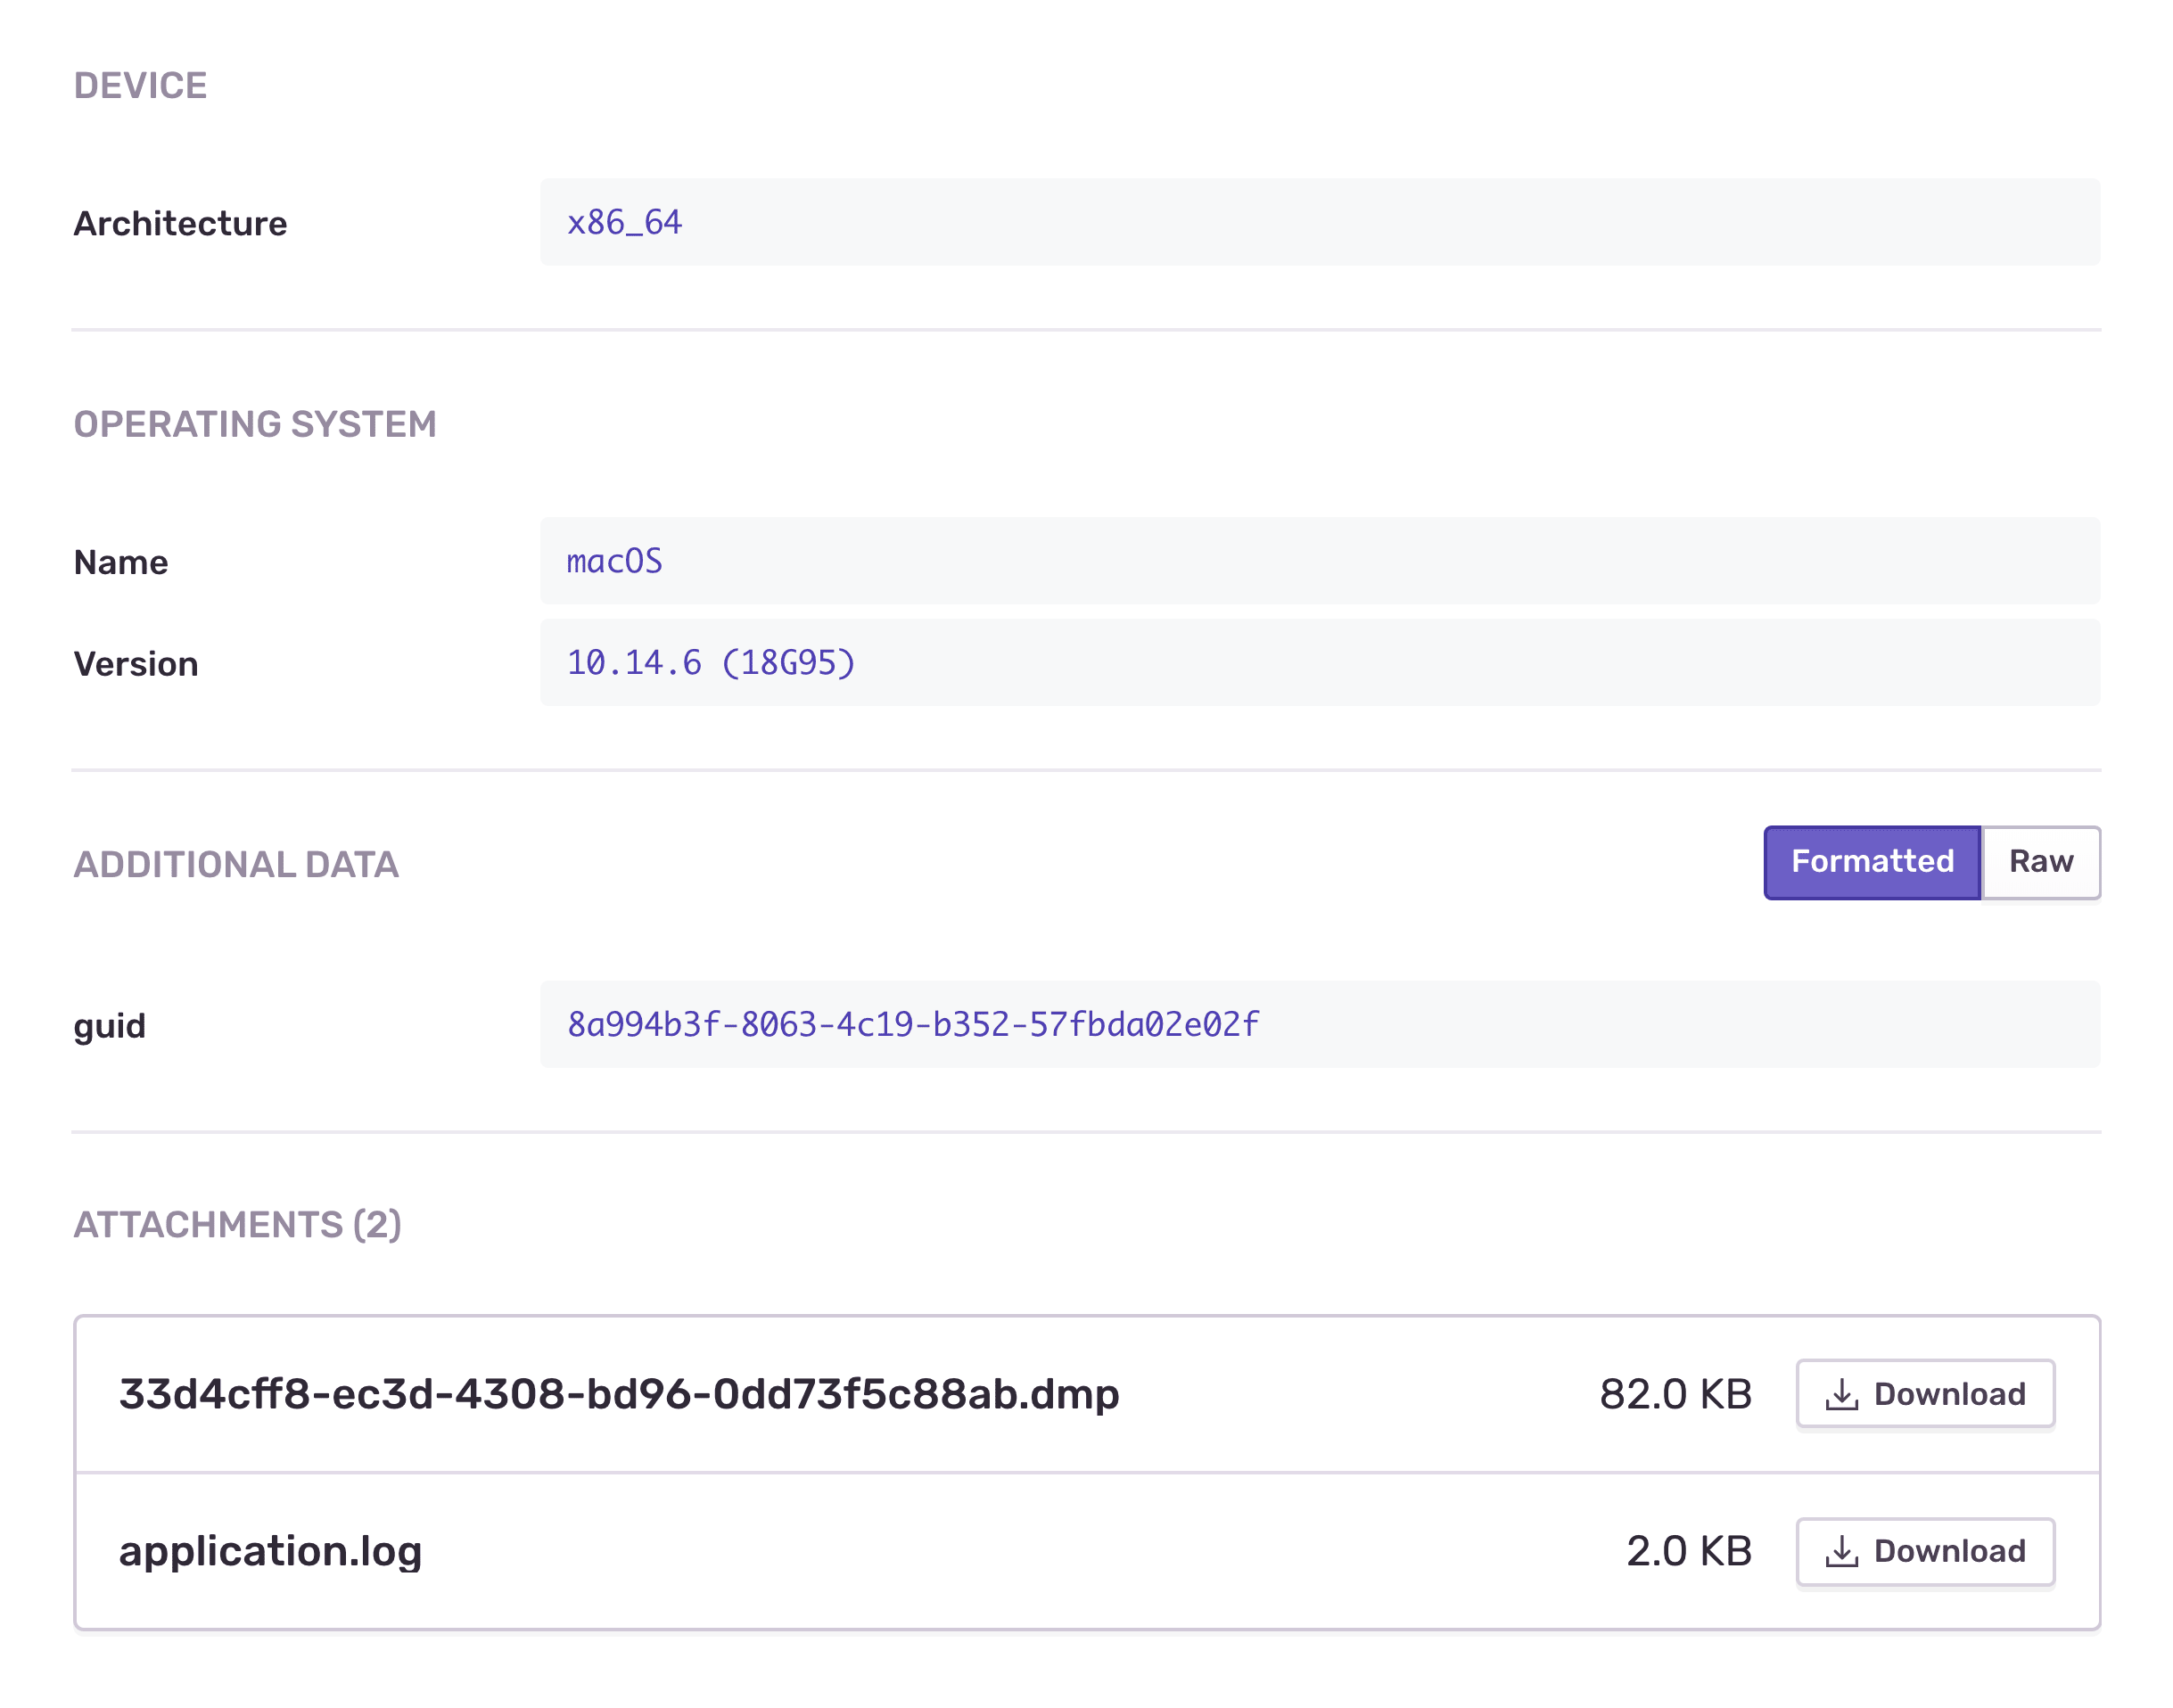 DEVICE
Architecture x86_64
OPERATING SYSTEM
Name macOS
Version 10.14.6 (18G95)
ADDITIONAL DATA Formatted Raw
guid 8a994b3f-8063-4c19-b352-57fbda02e02f
ATTACHMENTS (2)
33d4cff8-ec3d-4308-bd96-0dd73f5c88ab.dmp 82.0 KB Download
application.log 2.0 KB Download